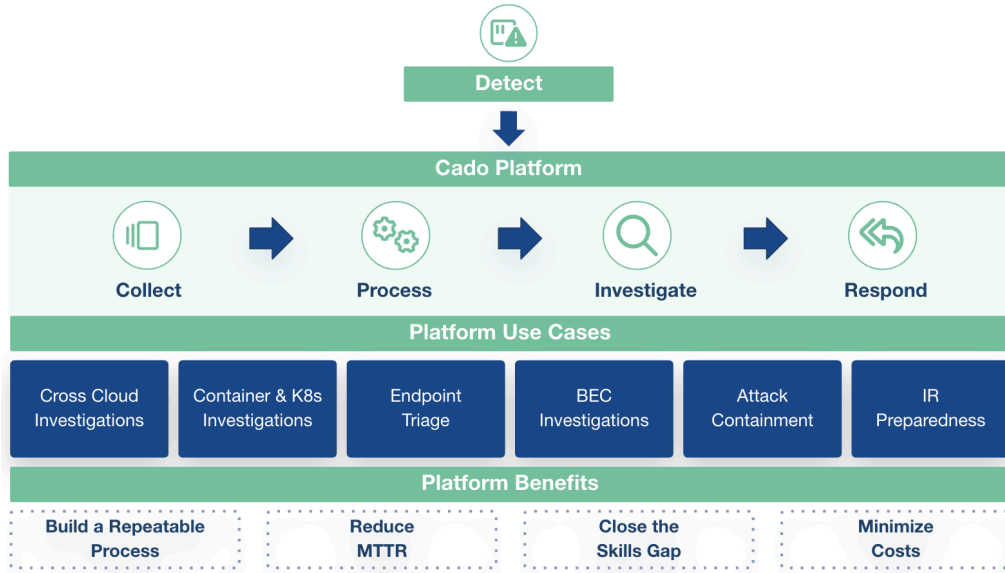 Detect
Cado Platform
Collect
Process
Investigate
Respond
Platform Use Cases
Cross Cloud
Investigations
Container & K8s
Investigations
Endpoint
Triage
BEC
Investigations
Attack
Containment
IR
Preparedness
Platform Benefits
Build a Repeatable
Process
Reduce
MTTR
Close the
Skills Gap
Minimize
Costs